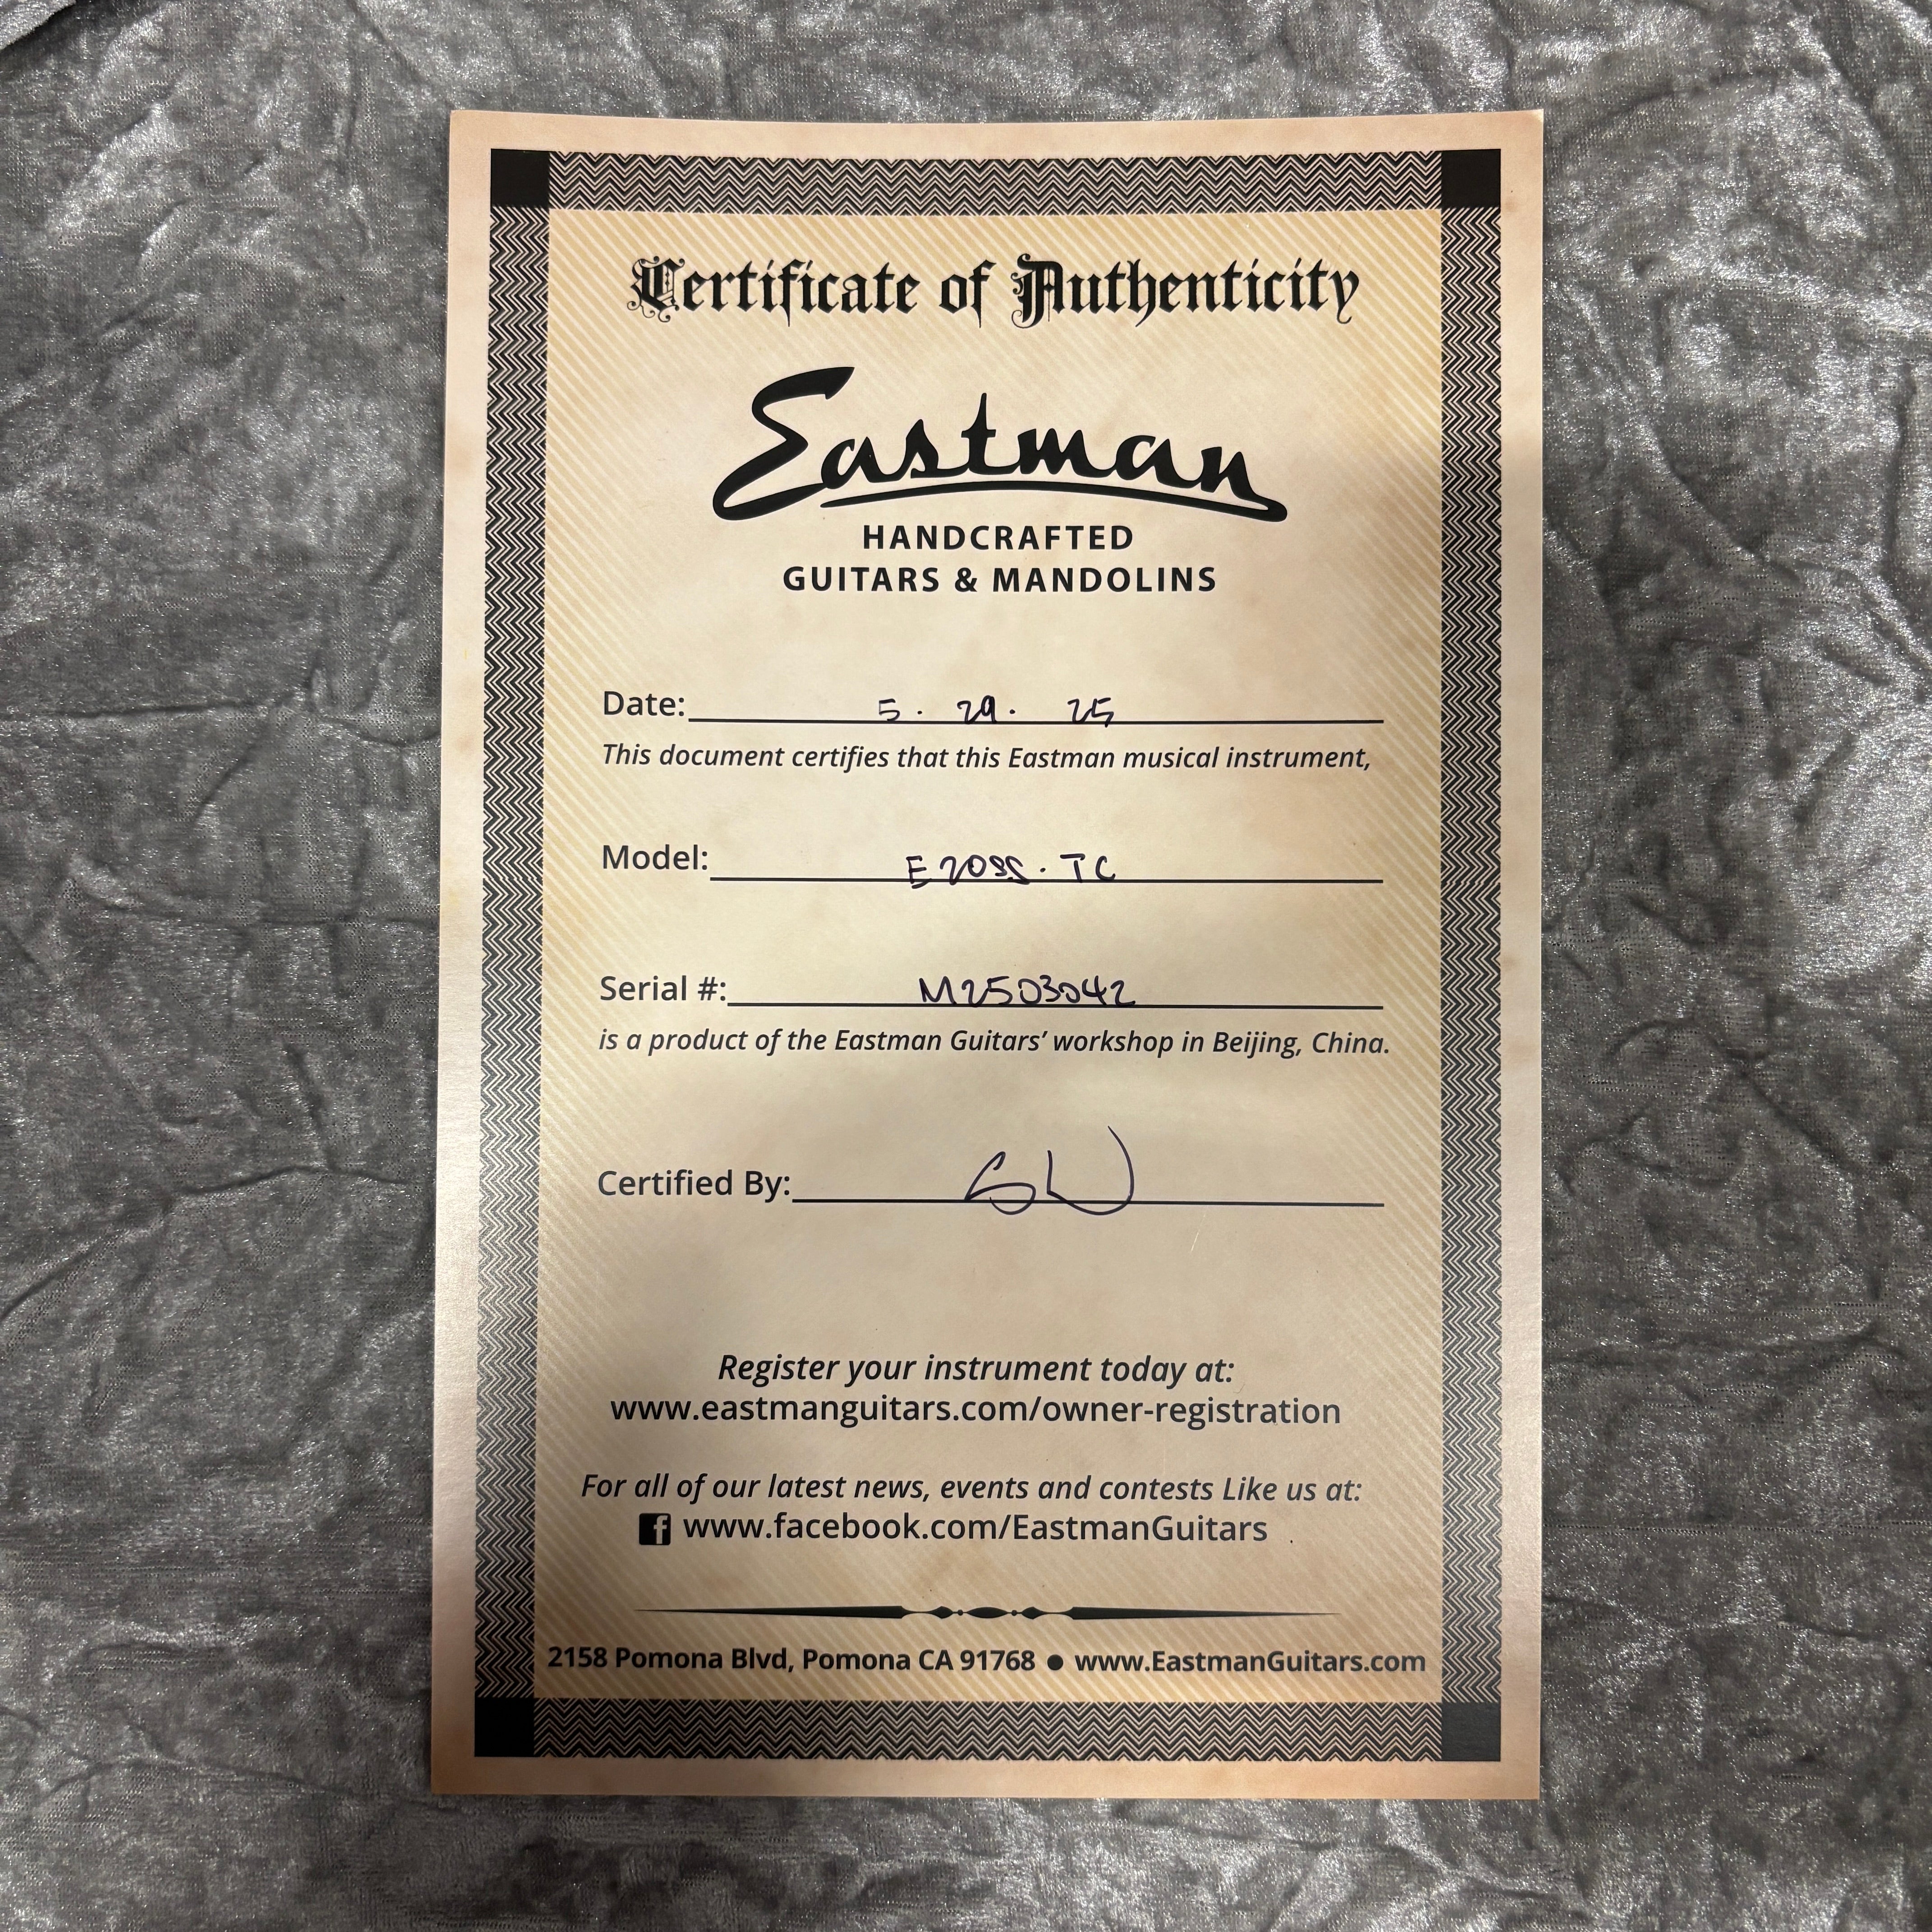 Certificate of Authenticity
Eastman
HANDCRAFTED
GUITARS & MANDOLINS
Date: 5. 29. 25
This document certifies that this Eastman musical instrument,
Model: E20SS. TC
Serial #: M2503042
is a product of the Eastman Guitars’ workshop in Beijing, China.
Certified By:
Register your instrument today at:
www.eastmanguitars.com/owner-registration
For all of our latest news, events and contests Like us at:
f www.facebook.com/EastmanGuitars
2158 Pomona Blvd, Pomona CA 91768 ● www.EastmanGuitars.com